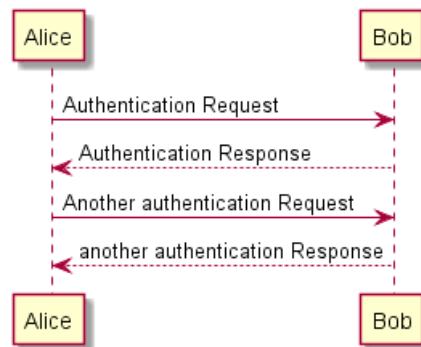 Alice
Bob
Authentication Request
Authentication Response
Another authentication Request
another authentication Response
Alice
Bob